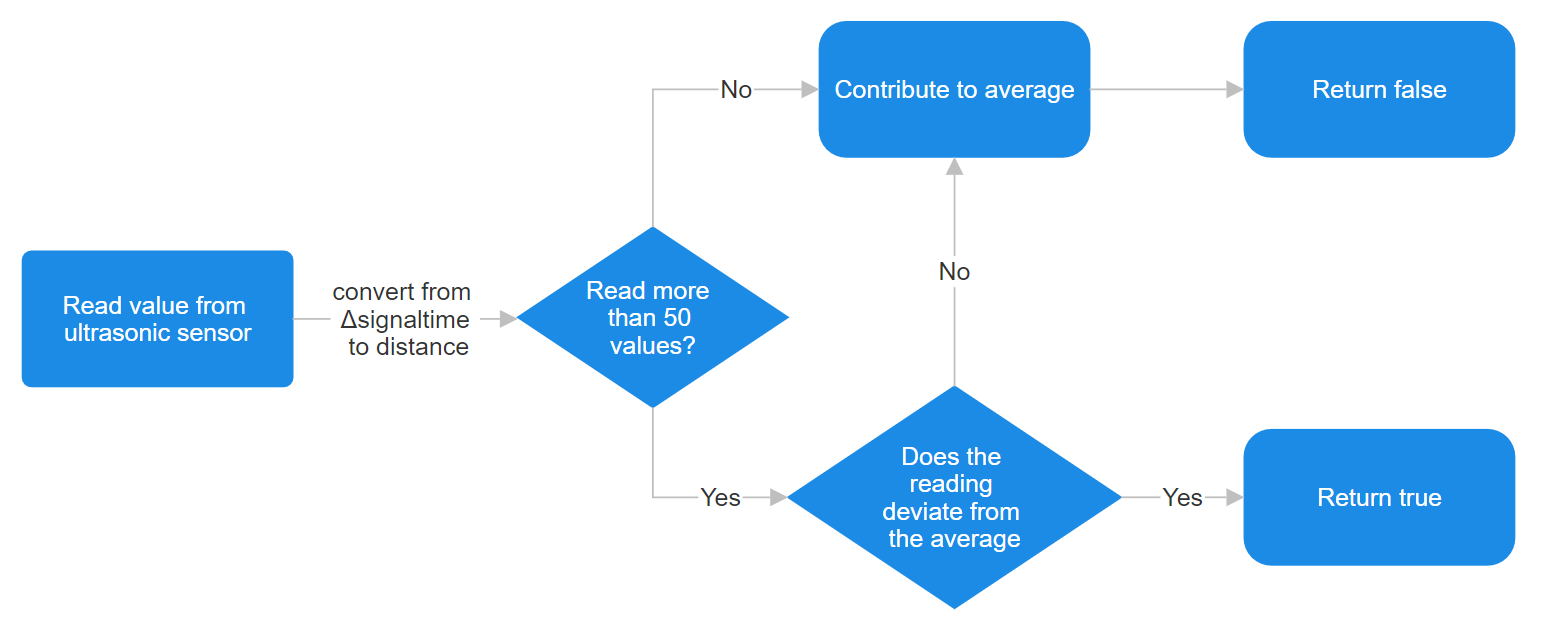 Read value from
ultrasonic sensor
convert from
Δsignaltime
to distance
Read more
than 50
values?
No
Contribute to average
Return false
No
Yes
Does the
reading
deviate from
the average
Yes
Return true